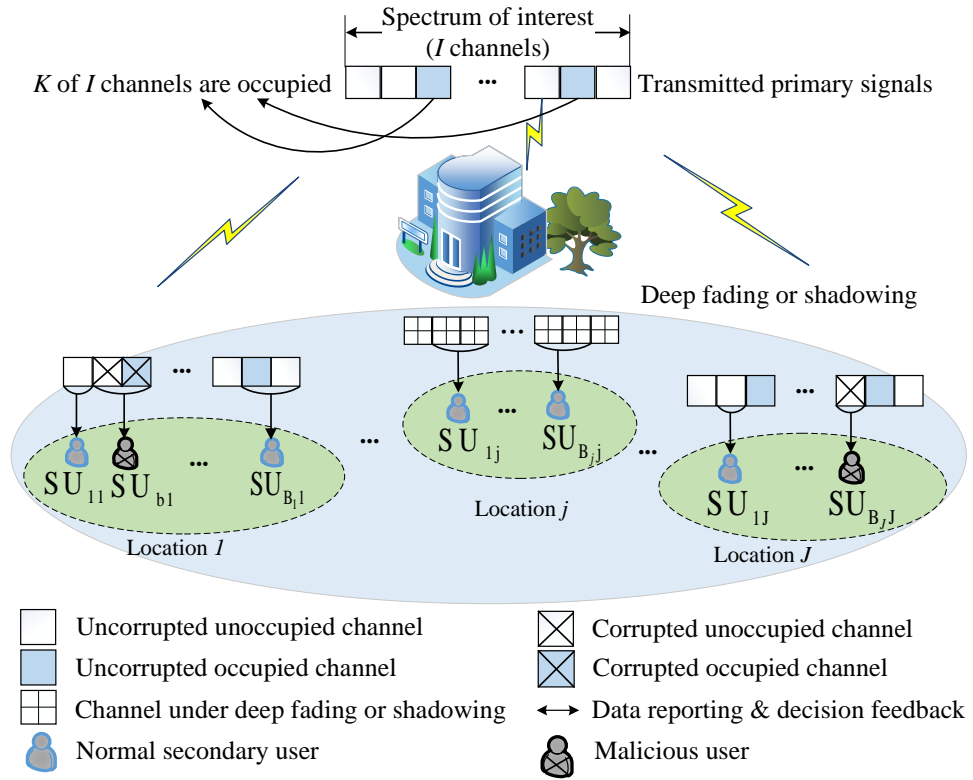 Spectrum of interest
(I channels)
K of I channels are occupied
...
Transmitted primary signals
Deep fading or shadowing
...
...
...
...
SU11 SUb1 ... SUB11
...
SU1j ... SUBjj
...
SU1J ... SUBJJ
Location 1
Location j
Location J
Uncorrupted unoccupied channel
Corrupted unoccupied channel
Uncorrupted occupied channel
Corrupted occupied channel
Channel under deep fading or shadowing
Data reporting & decision feedback
Normal secondary user
Malicious user